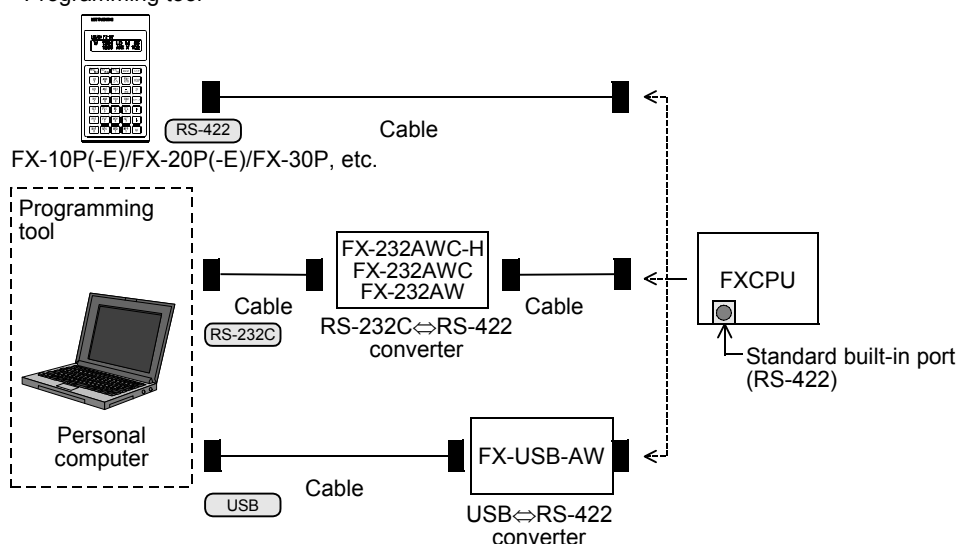 Programming tool
RS-422
Cable
FX-10P(-E)/FX-20P(-E)/FX-30P, etc.
Programming
tool
Personal
computer
Cable
RS-232C
FX-232AWC-H
FX-232AWC
FX-232AW
RS-232C⇔RS-422
converter
Cable
FXCPU
Standard built-in port
(RS-422)
Cable
USB
FX-USB-AW
USB⇔RS-422
converter